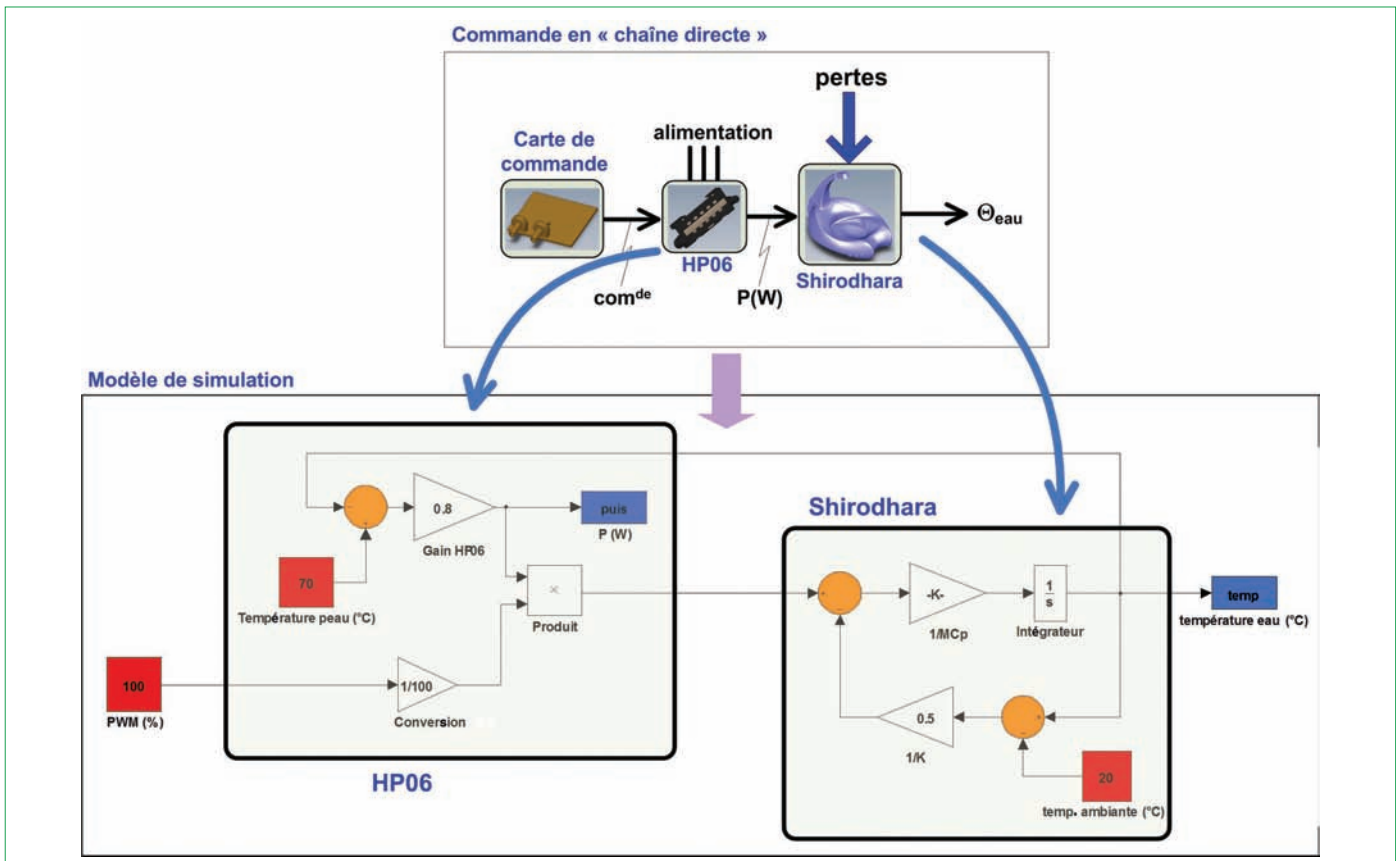 Commande en « chaîne directe »
pertes
alimentation
Carte de
commande
Θeau
HP06
Shirodhara
comde
P(W)
Modèle de simulation
0.8
Gain HP06
puis
P (W)
70
Température peau (°C)
×
Produit
100
PWM (%)
1/100
Conversion
HP06
Shirodhara
-K-
1/MCp
1
s
Intégrateur
temp
température eau (°C)
0.5
1/K
20
temp. ambiante (°C)